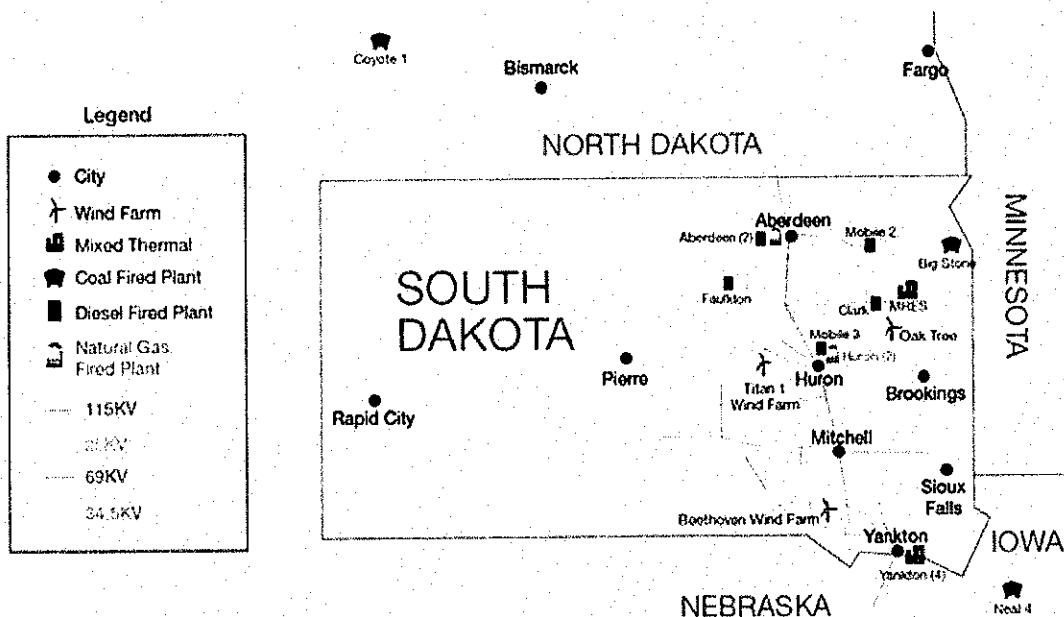 Coyote 1
Bismarck
Fargo
NORTH DAKOTA
MINNESOTA
Legend
City
Wind Farm
Mixed Thermal
Coal Fired Plant
Diesel Fired Plant
Natural Gas
Fired Plant
115KV
69KV
34.5KV
Aberdeen (2)
Aberdeen
Mobile 2
Big Stone
SOUTH
DAKOTA
Faulkton
Clark
MRES
Oak Tree
Mobile 3
Huron (2)
Pierre
Titan 1
Wind Farm
Huron
Brookings
Rapid City
Mitchell
Sioux
Falls
Beethoven Wind Farm
Yankton
Yankton (4)
IOWA
NEBRASKA
Neal 4